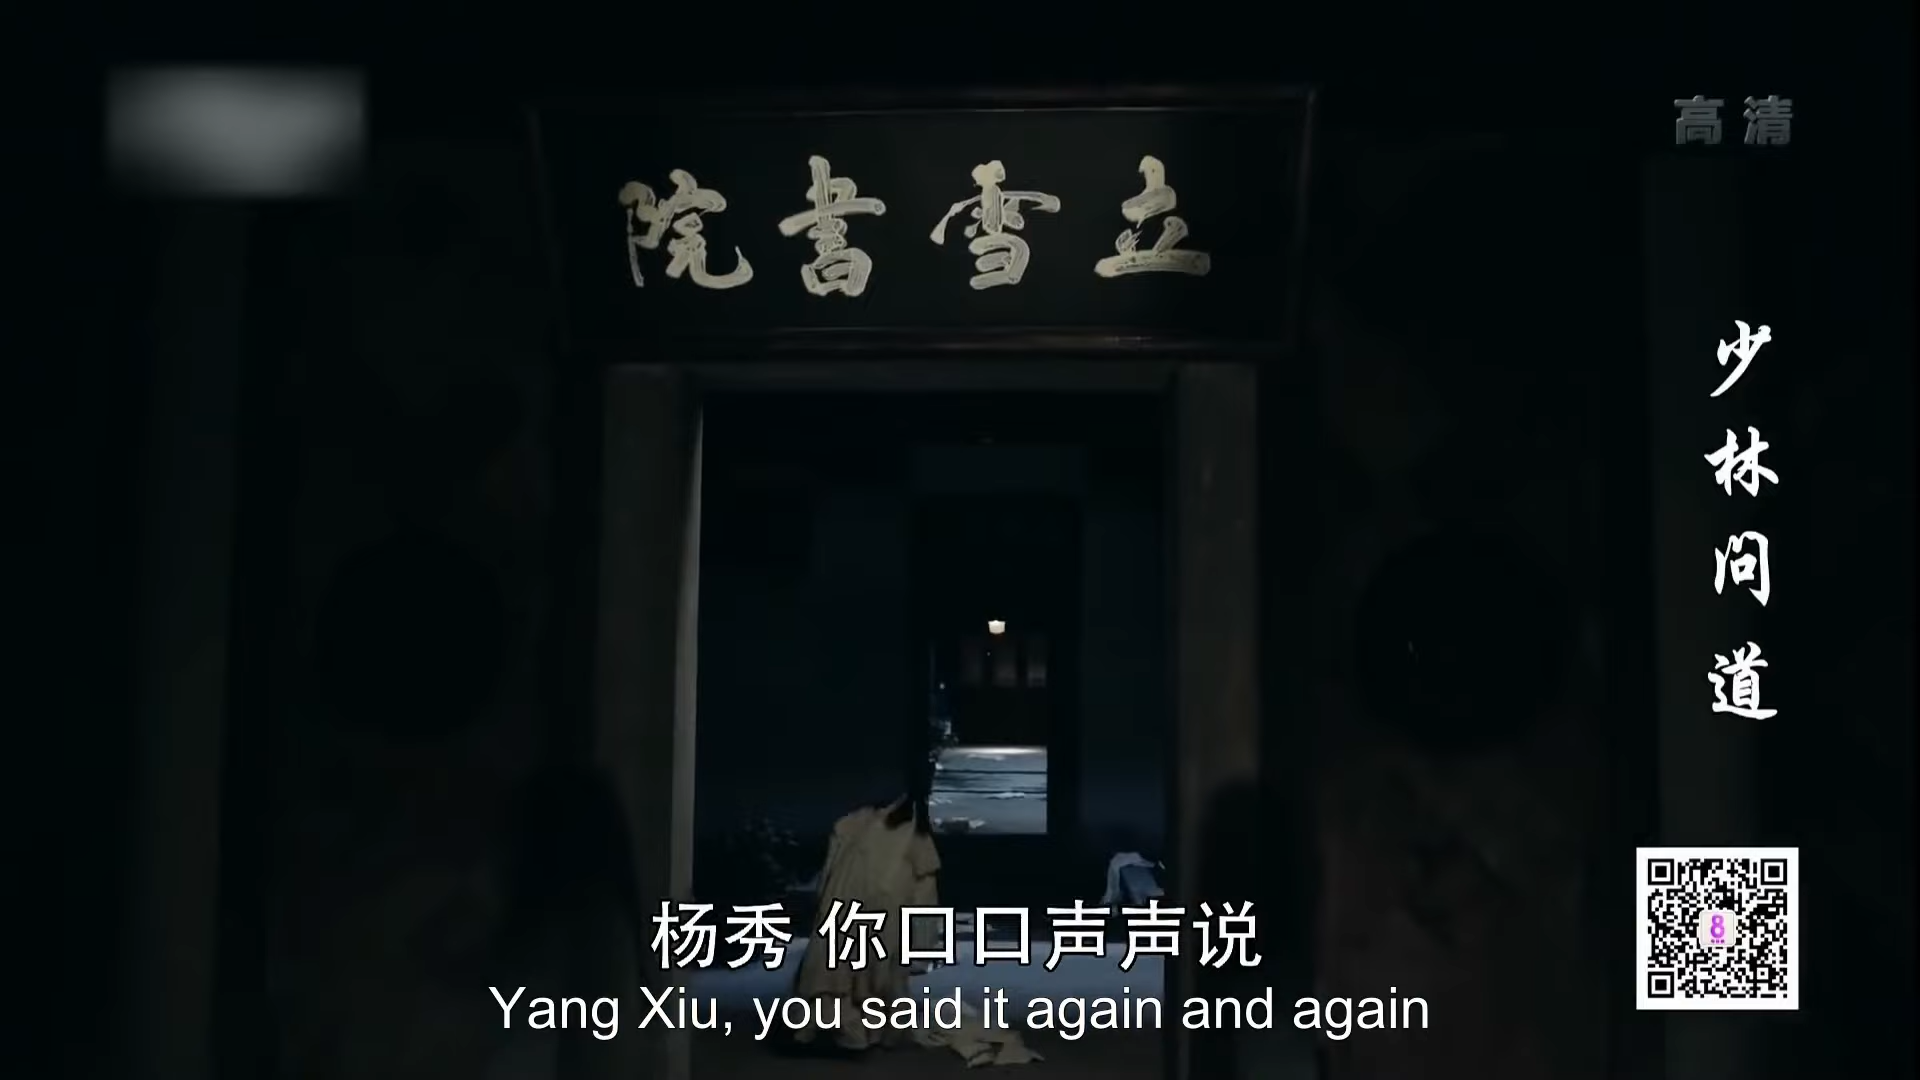 高清
院書雪立
少林问道
8
杨秀 你口口声声说
Yang Xiu, you said it again and again